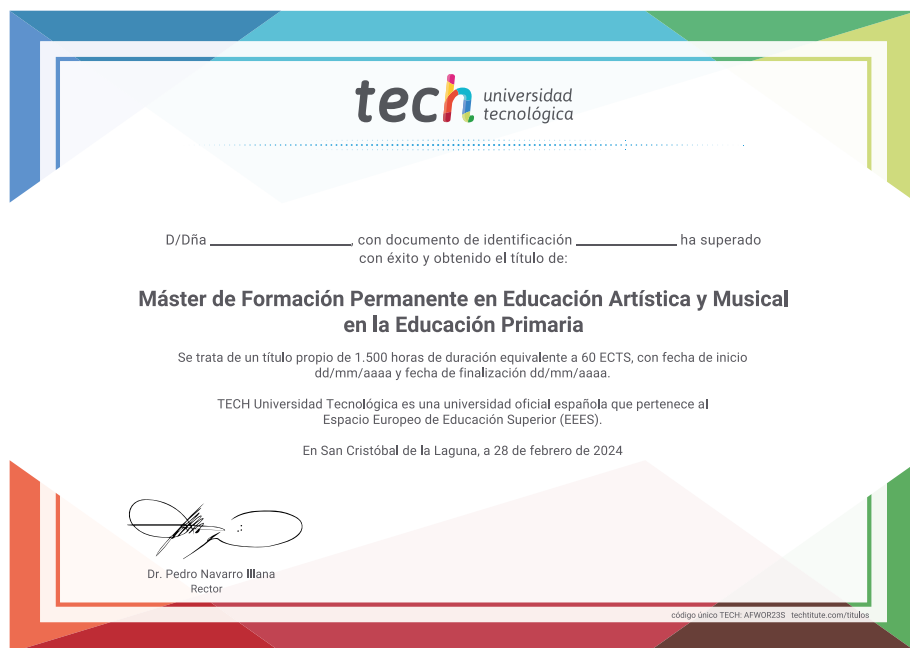 tech universidad
tecnológica
D/Dña ____________________, con documento de identificación ______________ ha superado
con éxito y obtenido el título de:
Máster de Formación Permanente en Educación Artística y Musical
en la Educación Primaria
Se trata de un título propio de 1.500 horas de duración equivalente a 60 ECTS, con fecha de inicio
dd/mm/aaaa y fecha de finalización dd/mm/aaaa.
TECH Universidad Tecnológica es una universidad oficial española que pertenece al
Espacio Europeo de Educación Superior (EEES).
En San Cristóbal de la Laguna, a 28 de febrero de 2024
Dr. Pedro Navarro Illana
Rector
código único TECH: AFWOR23S techtitute.com/titulos